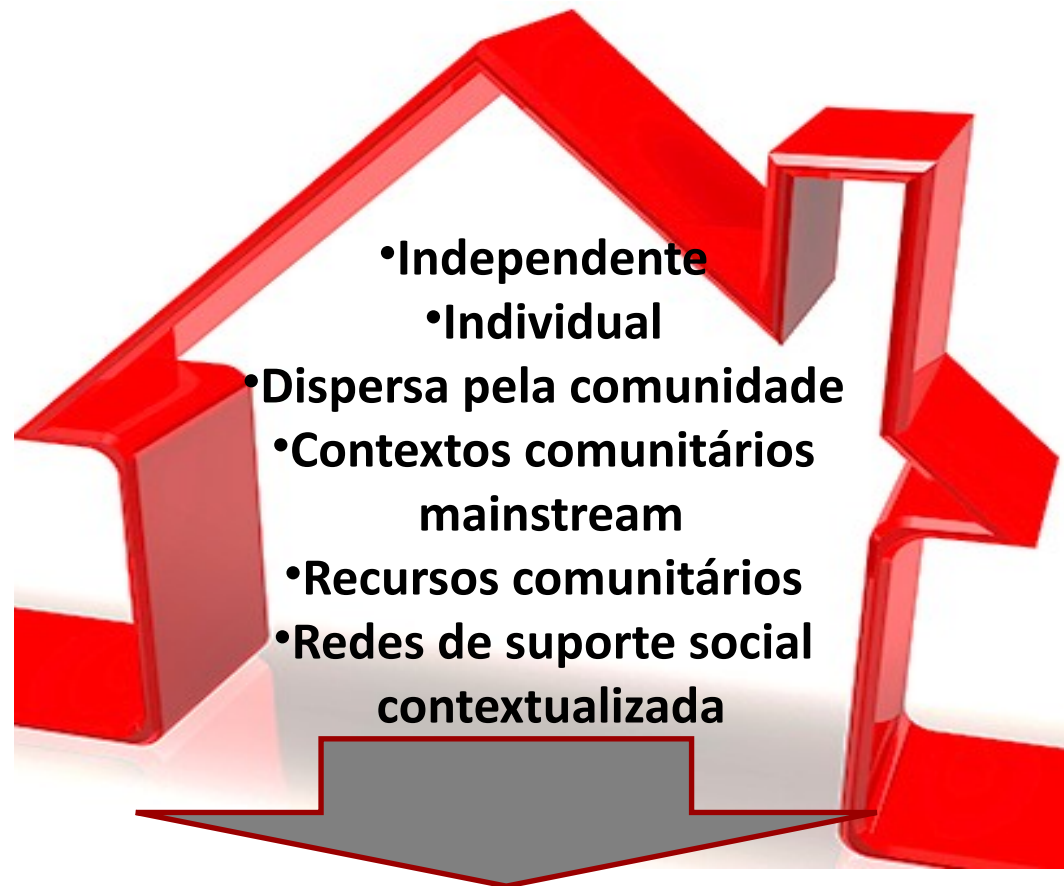 •Independente
•Individual
•Dispersa pela comunidade
•Contextos comunitários
mainstream
•Recursos comunitários
•Redes de suporte social
contextualizada